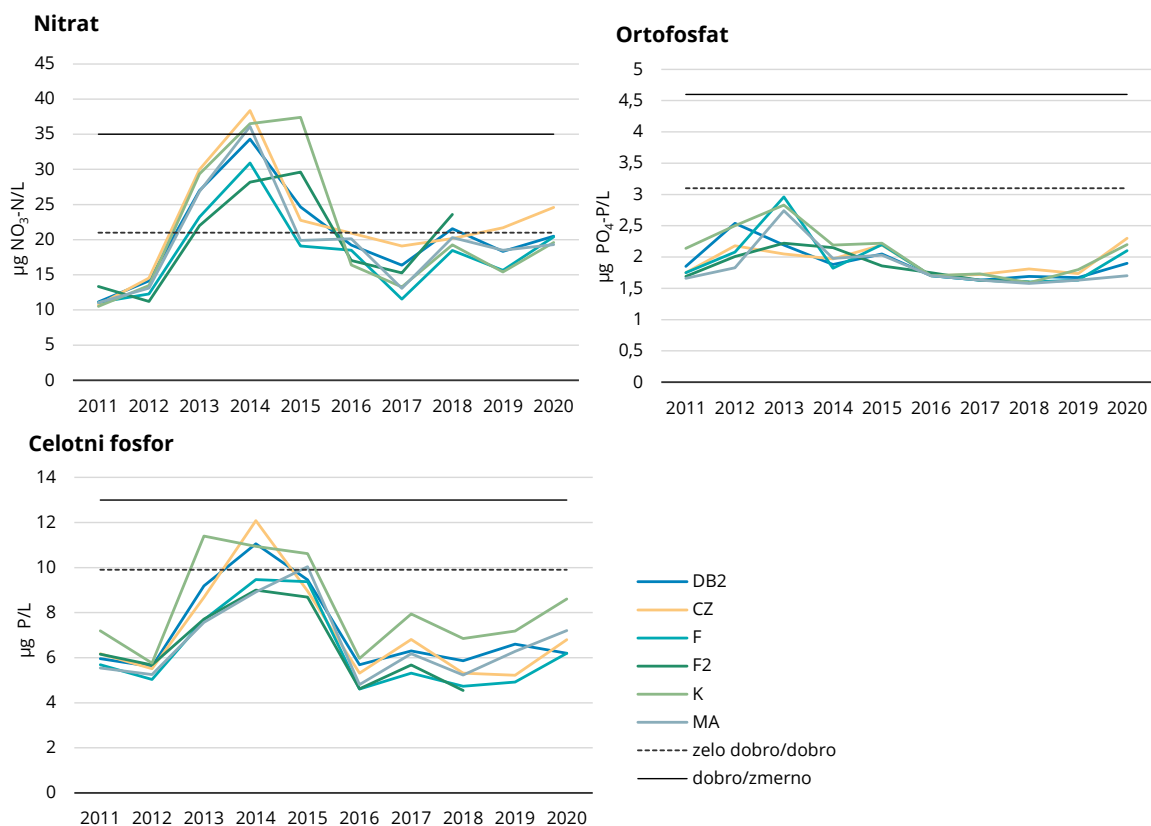 Nitrat
45
40
35
30
25
20
15
10
5
0
µg NO₃-N/L
2011 2012 2013 2014 2015 2016 2017 2018 2019 2020
Ortofosfat
5
4,5
4
3,5
3
2,5
2
1,5
1
0,5
0
µg PO₄-P/L
2011 2012 2013 2014 2015 2016 2017 2018 2019 2020
Celotni fosfor
14
12
10
8
6
4
2
0
µg P/L
2011 2012 2013 2014 2015 2016 2017 2018 2019 2020
DB2
CZ
F
F2
K
MA
zelo dobro/dobro
dobro/zmerno